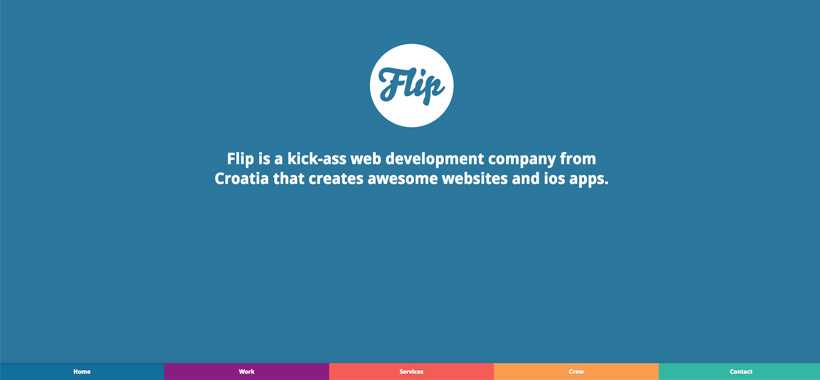 Flip
Flip is a kick-ass web development company from
Croatia that creates awesome websites and ios apps.
Home Work Services Crew Contact